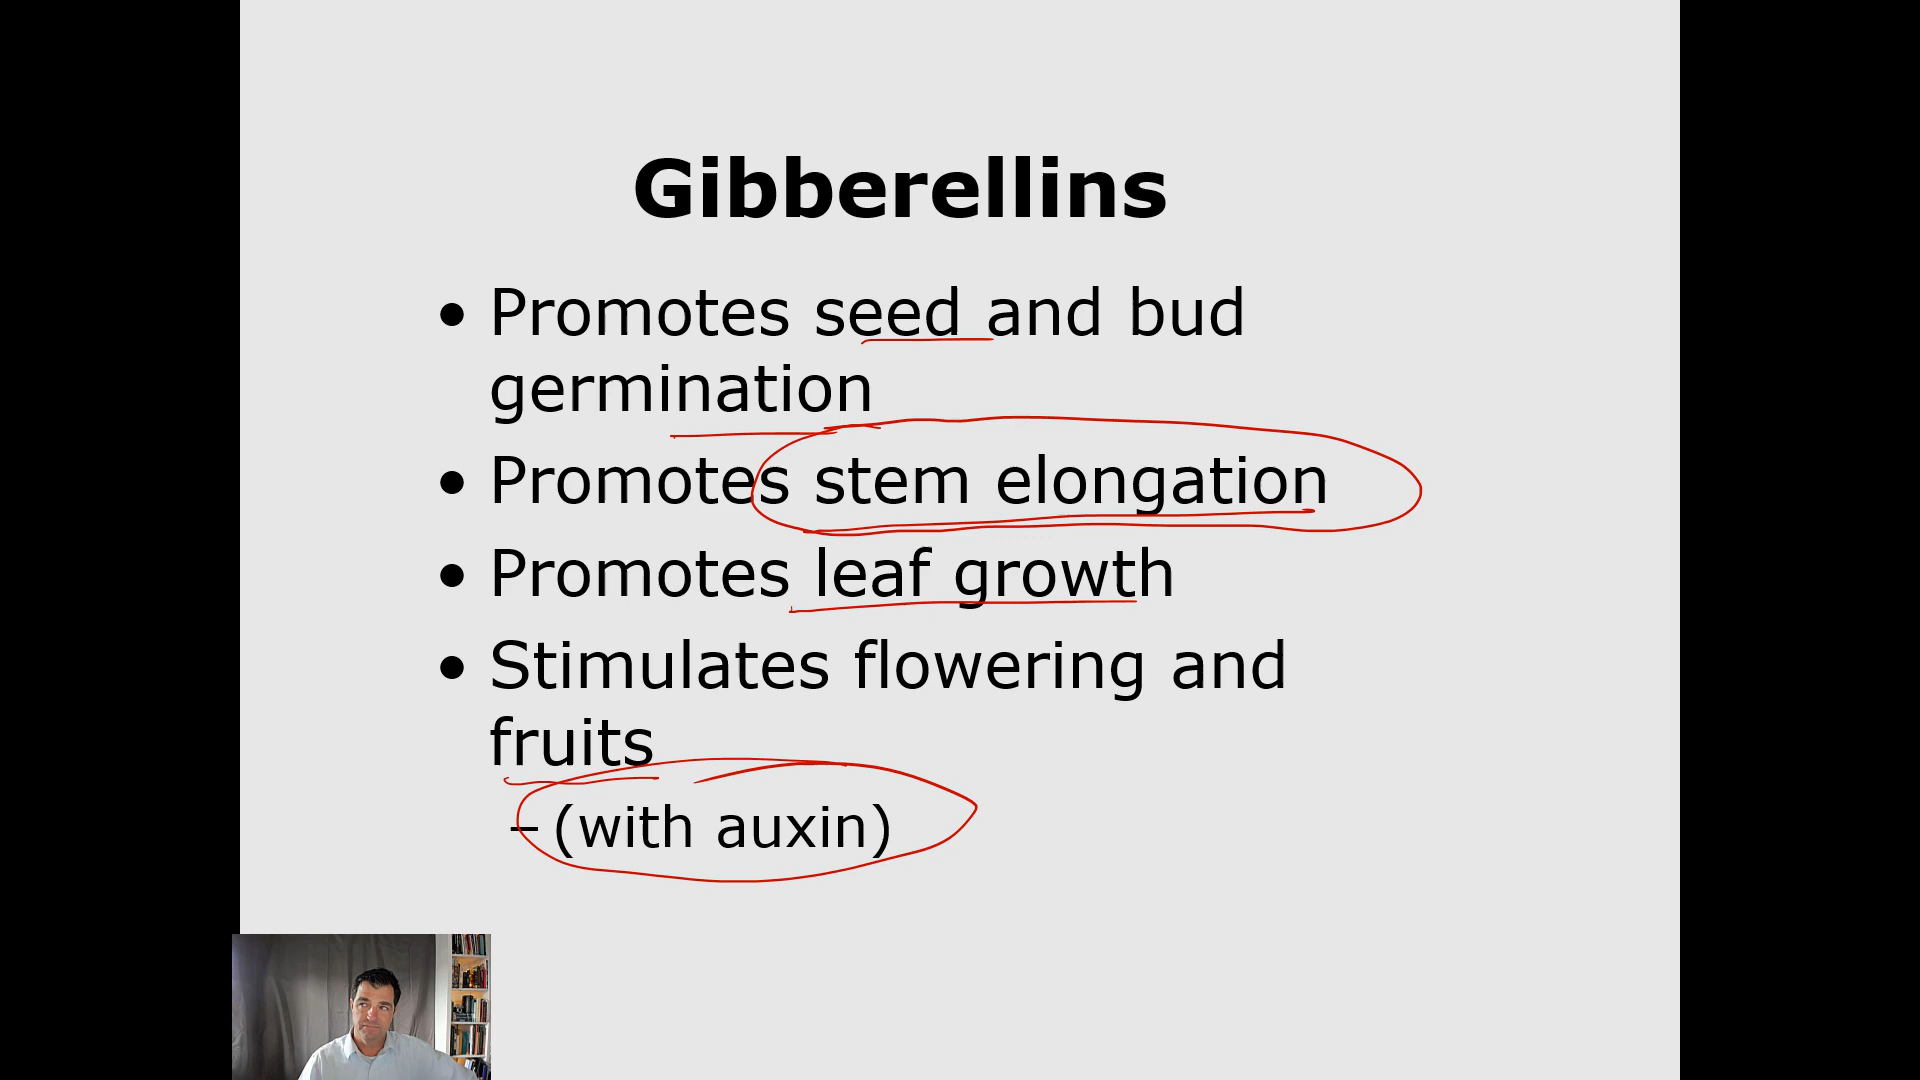 Gibberellins
• Promotes seed and bud
germination
• Promotes stem elongation
• Promotes leaf growth
• Stimulates flowering and
fruits
– (with auxin)